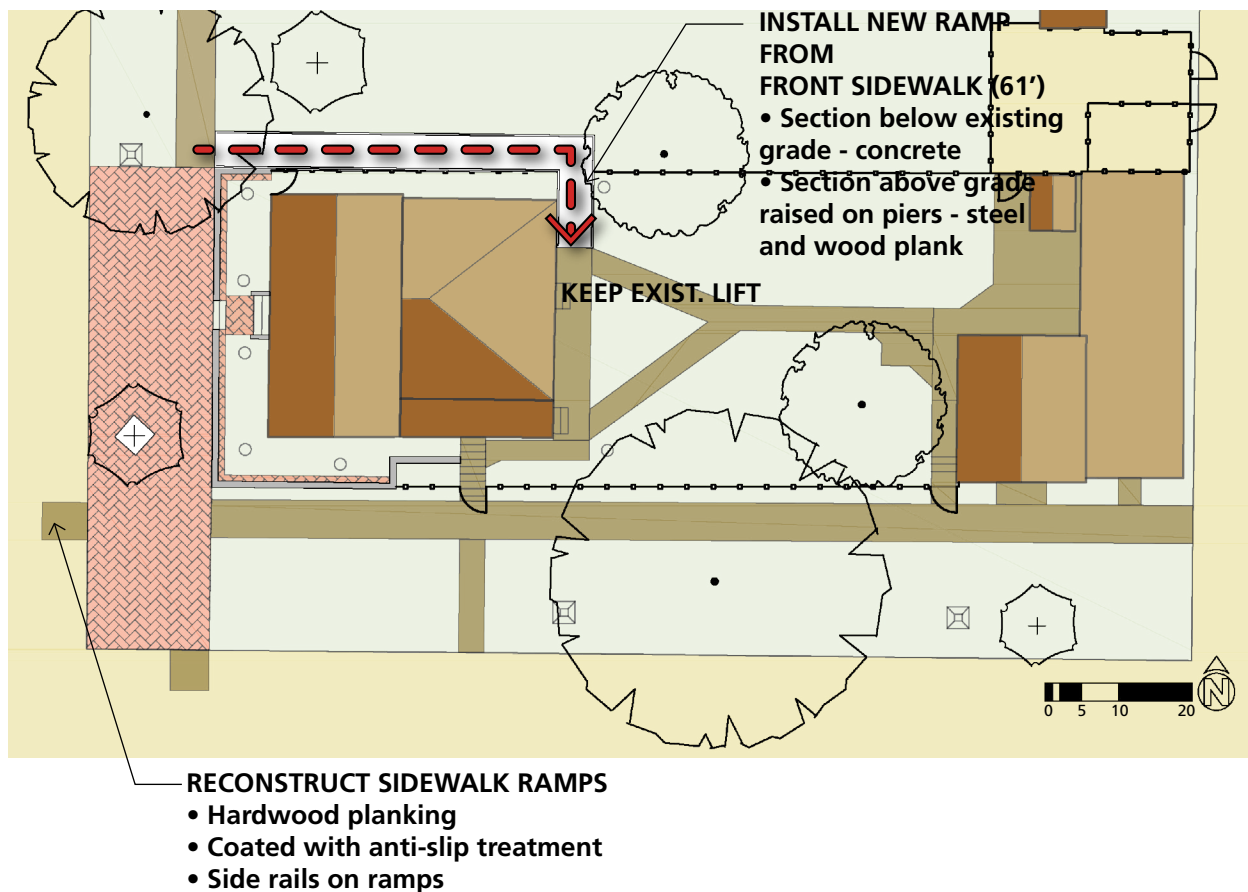 INSTALL NEW RAMP
FROM
FRONT SIDEWALK (61’)
• Section below existing
grade - concrete
• Section above grade
raised on piers - steel
and wood plank
KEEP EXIST. LIFT
N
0 5 10 20
RECONSTRUCT SIDEWALK RAMPS
• Hardwood planking
• Coated with anti-slip treatment
• Side rails on ramps